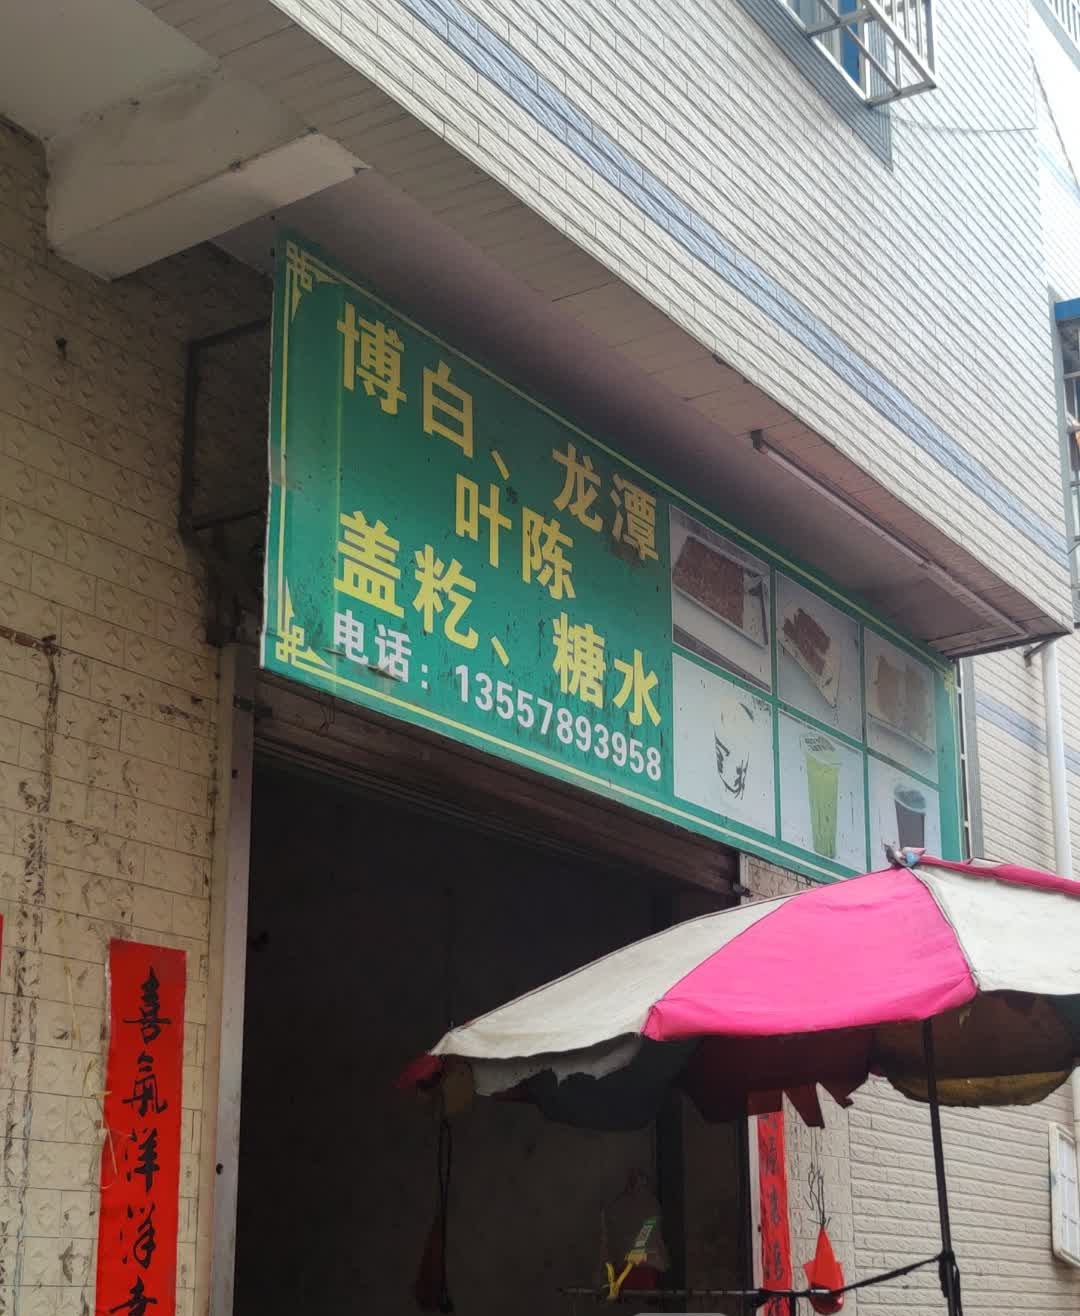 博白、龙潭
叶陈
盖籺、糖水
电话：13557893958
喜氣洋洋